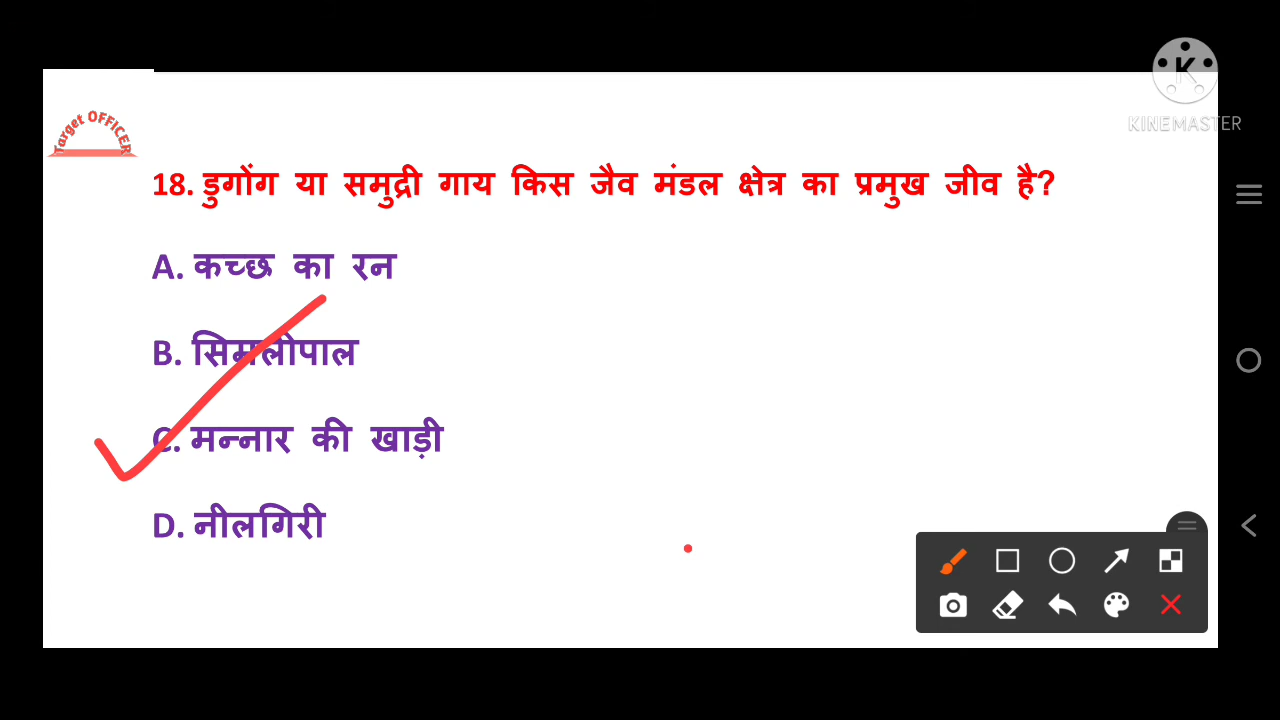 KINEMASTER
Target OFFICER
18. डुगोंग या समुद्री गाय किस जैव मंडल क्षेत्र का प्रमुख जीव है?
A. कच्छ का रन
B. सिमलीपाल
C. मन्नार की खाड़ी
D. नीलगिरी